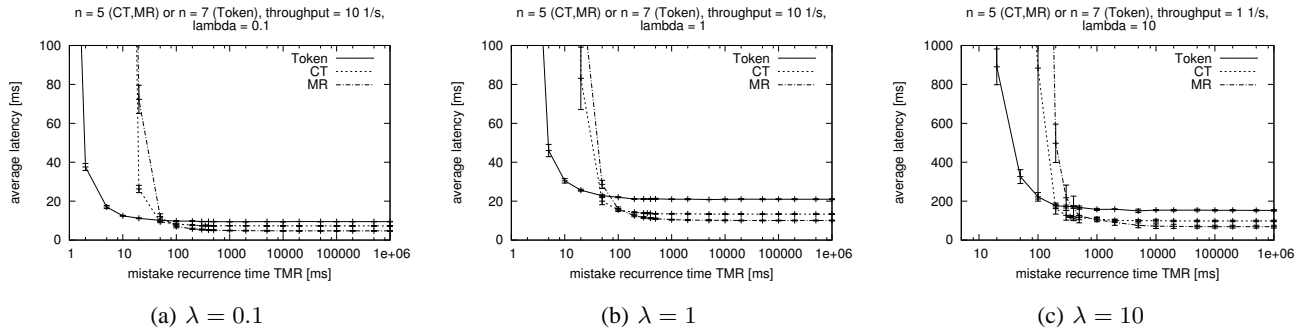 n = 5 (CT,MR) or n = 7 (Token), throughput = 10 1/s,
lambda = 0.1
100
80
60
40
20
0
average latency [ms]
Token
CT
MR
1 10 100 1000 10000 100000 1e+06
mistake recurrence time TMR [ms]
(a) λ = 0.1
n = 5 (CT,MR) or n = 7 (Token), throughput = 10 1/s,
lambda = 1
100
80
60
40
20
0
average latency [ms]
Token
CT
MR
1 10 100 1000 10000 100000 1e+06
mistake recurrence time TMR [ms]
(b) λ = 1
n = 5 (CT,MR) or n = 7 (Token), throughput = 1 1/s,
lambda = 10
1000
800
600
400
200
0
average latency [ms]
Token
CT
MR
10 100 1000 10000 100000 1e+06
mistake recurrence time TMR [ms]
(c) λ = 10